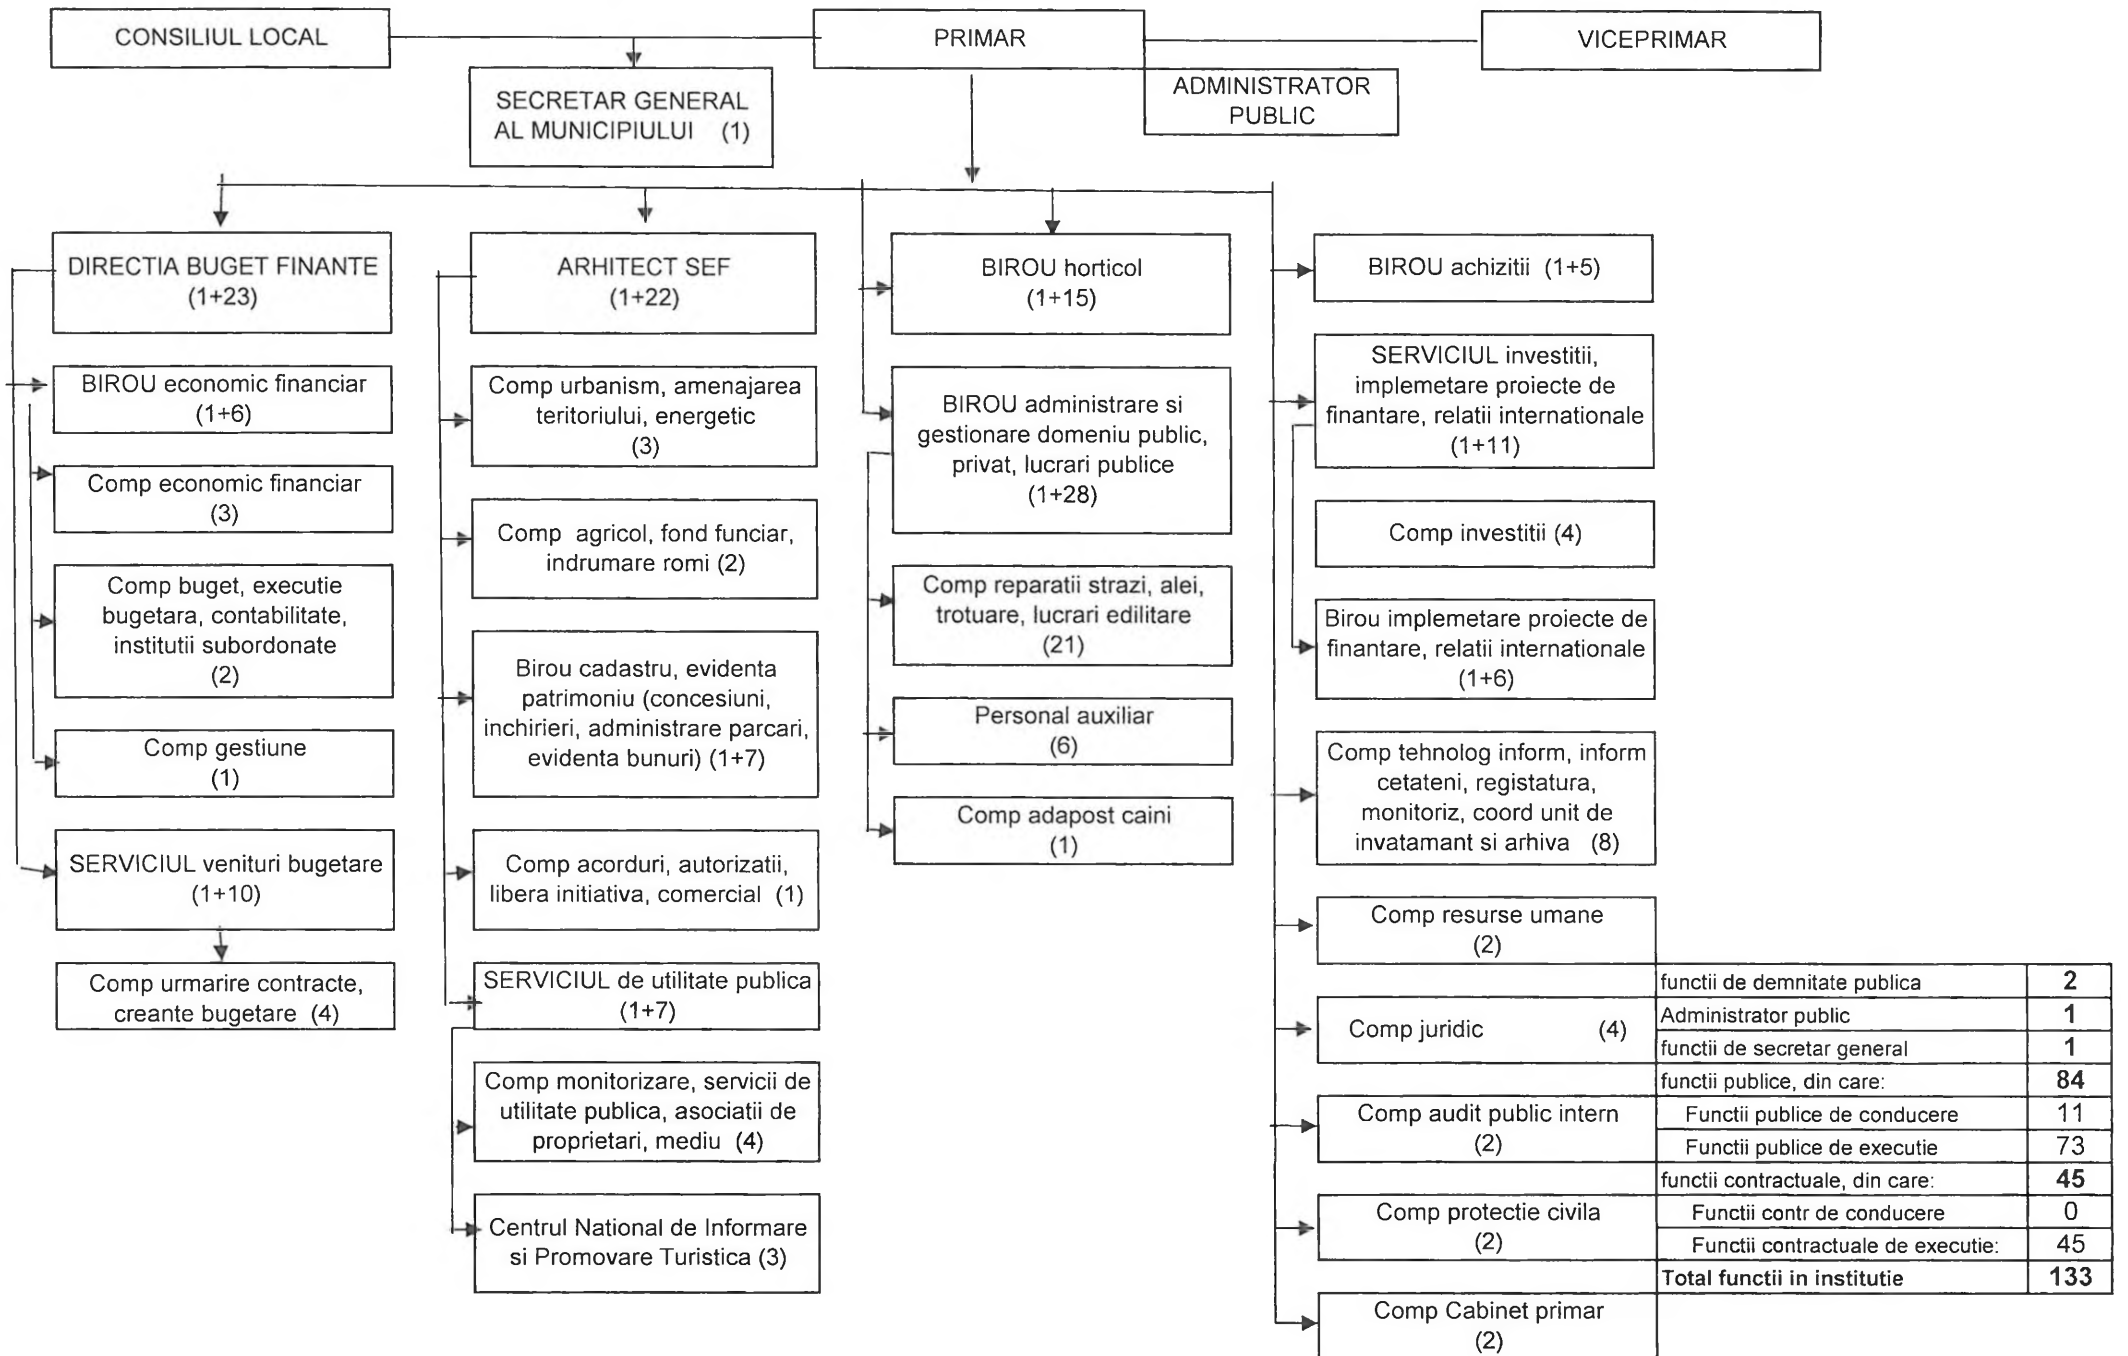 CONSILIUL LOCAL
PRIMAR
VICEPRIMAR
ADMINISTRATOR
PUBLIC
SECRETAR GENERAL
AL MUNICIPIULUI (1)
DIRECTIA BUGET FINANTE
(1+23)
BIROU economic financiar
(1+6)
Comp economic financiar
(3)
Comp buget, executie
bugetara, contabilitate,
institutii subordonate
(2)
Comp gestiune
(1)
SERVICIUL venituri bugetare
(1+10)
Comp urmarire contracte,
creante bugetare (4)
ARHITECT SEF
(1+22)
Comp urbanism, amenajarea
teritoriului, energetic
(3)
Comp agricol, fond funciar,
indrumare romi (2)
Birou cadastru, evidenta
patrimoniu (concesiuni,
inchirieri, administrare parcari,
evidenta bunuri) (1+7)
Comp acorduri, autorizatii,
libera initiativa, comercial (1)
SERVICIUL de utilitate publica
(1+7)
Comp monitorizare, servicii de
utilitate publica, asociatii de
proprietari, mediu (4)
Centrul National de Informare
si Promovare Turistica (3)
BIROU horticol
(1+15)
BIROU administrare si
gestionare domeniu public,
privat, lucrari publice
(1+28)
Comp reparatii strazi, alei,
trotuare, lucrari edilitare
(21)
Personal auxiliar
(6)
Comp adapost caini
(1)
BIROU achizitii (1+5)
SERVICIUL investitii,
implemetare proiecte de
finantare, relatii internationale
(1+11)
Comp investitii (4)
Birou implemetare proiecte de
finantare, relatii internationale
(1+6)
Comp tehnolog inform, inform
cetateni, registatura,
monitoriz, coord unit de
invatamant si arhiva (8)
Comp resurse umane
(2)
Comp juridic (4)
Comp audit public intern
(2)
Comp protectie civila
(2)
Comp Cabinet primar
(2)
functii de demnitate publica 2
Administrator public 1
functii de secretar general 1
functii publice, din care: 84
Functii publice de conducere 11
Functii publice de executie 73
functii contractuale, din care: 45
Functii contr de conducere 0
Functii contractuale de executie: 45
Total functii in institutie 133